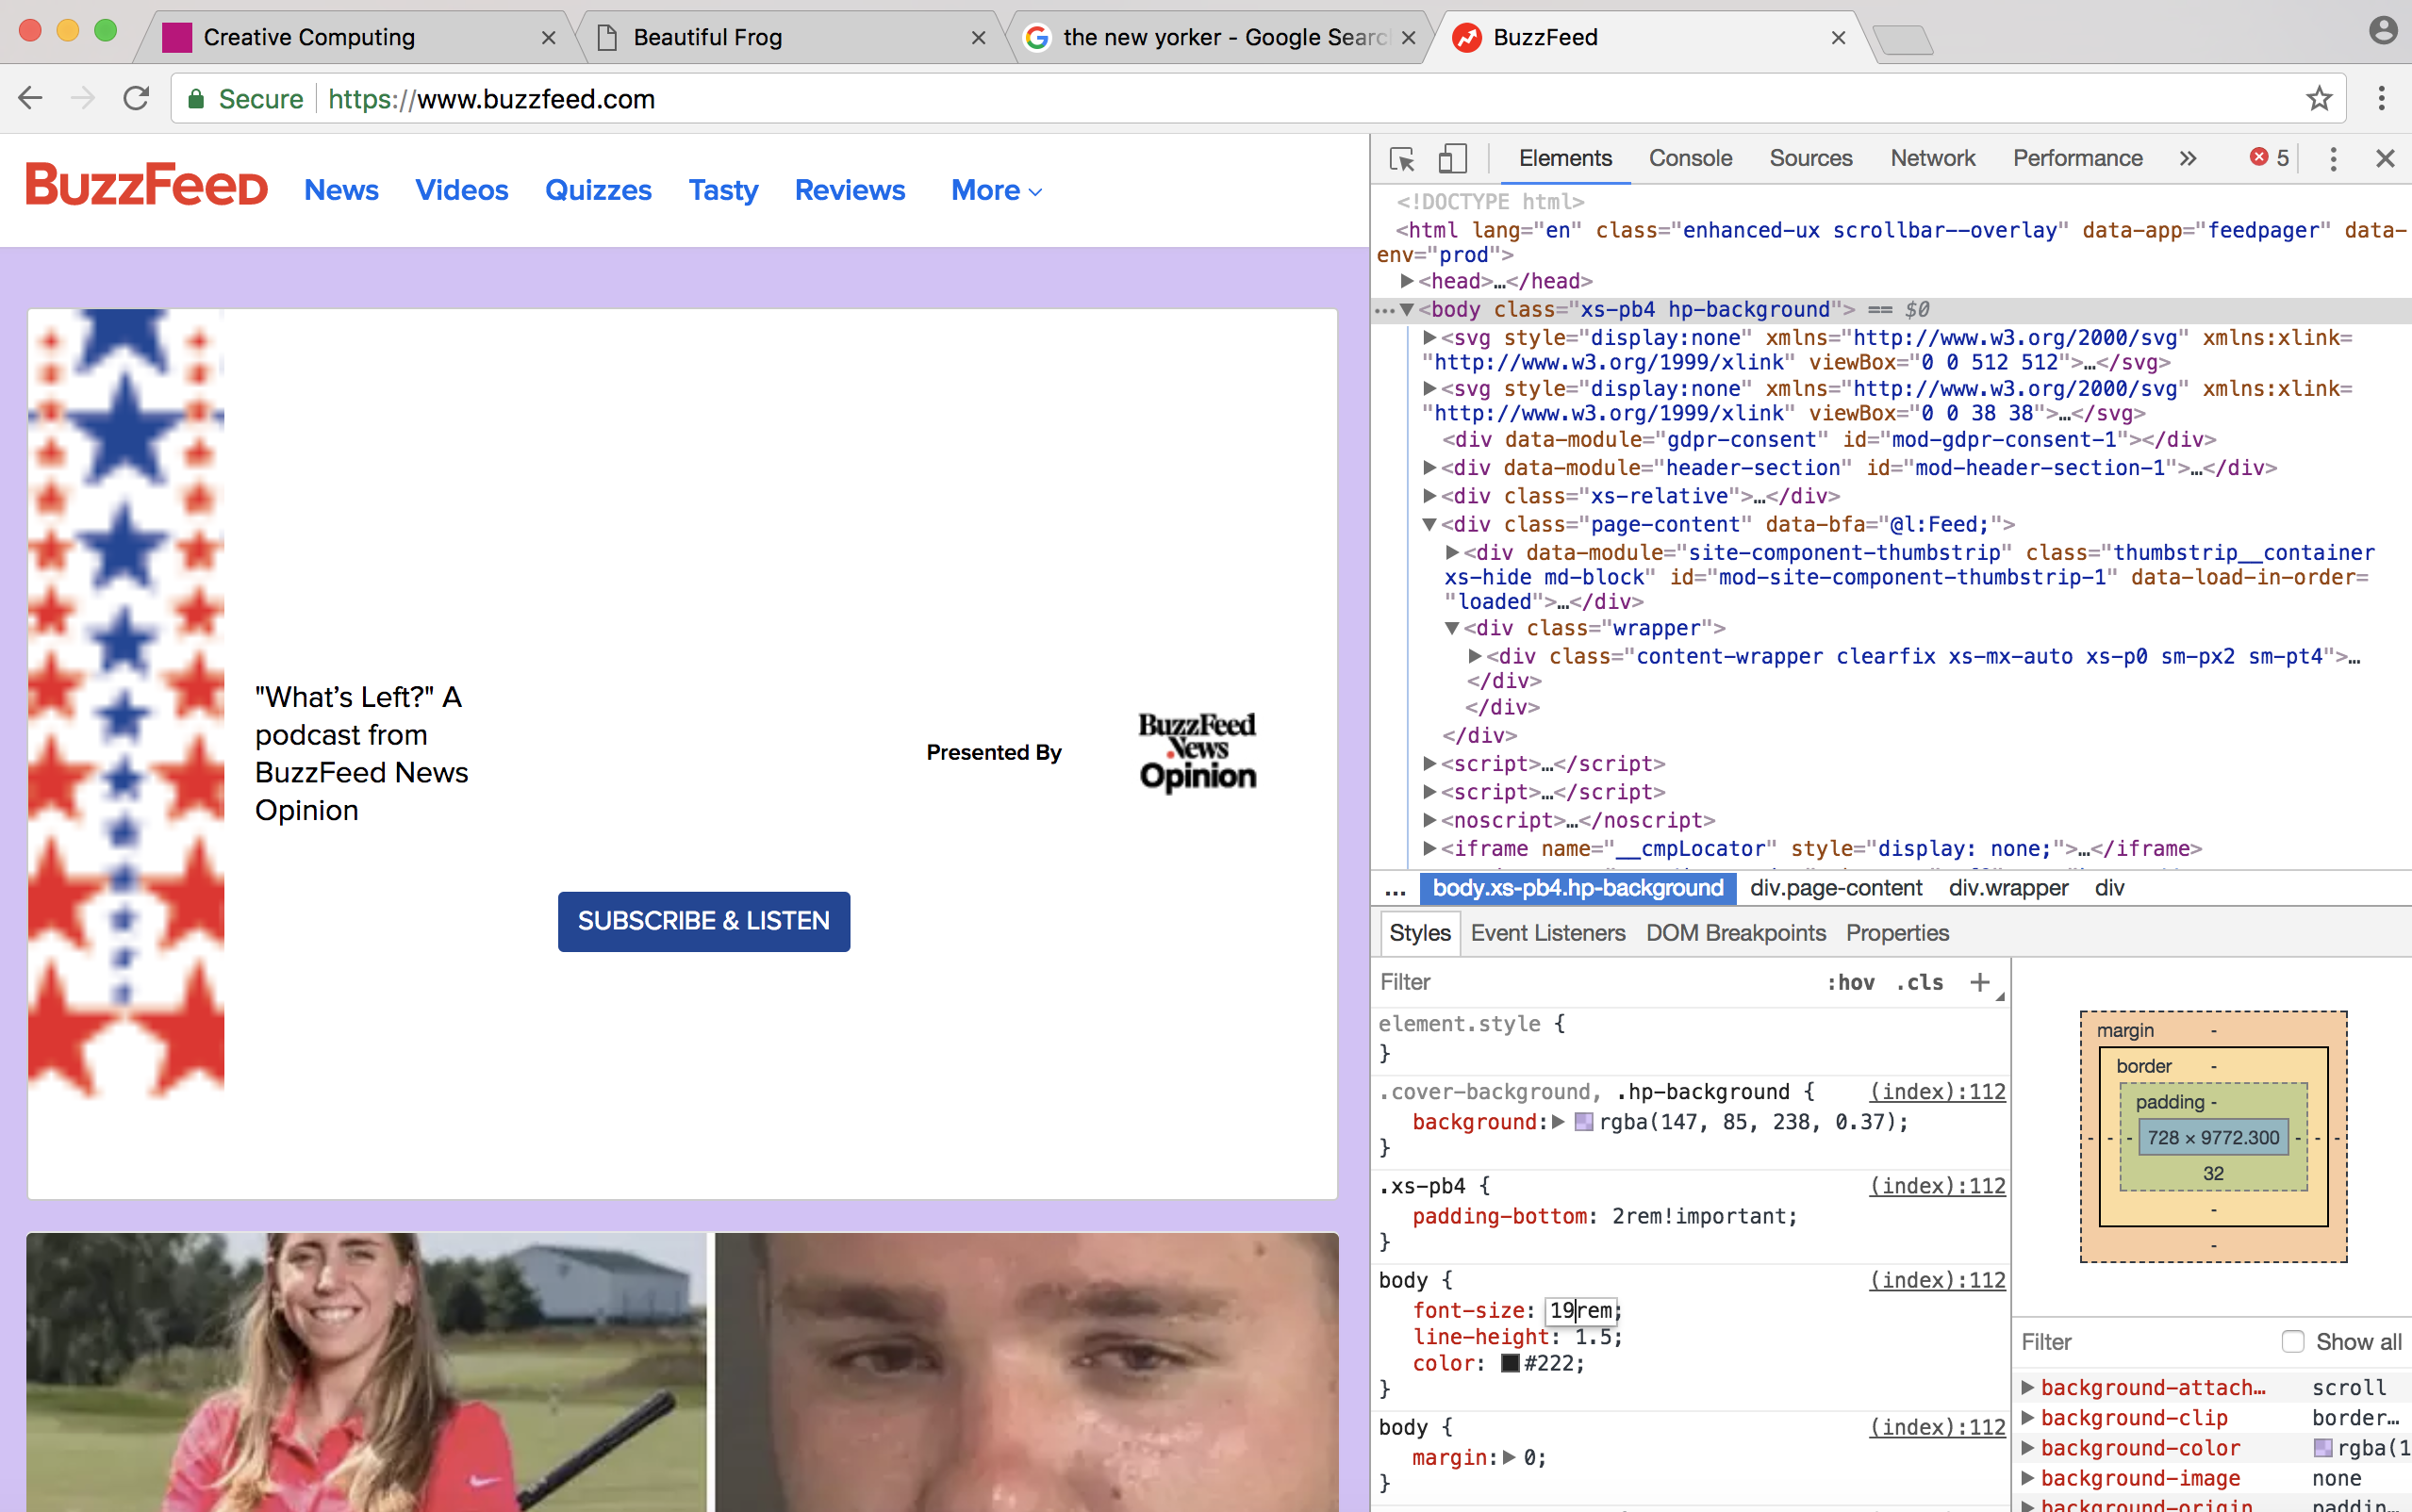 Creative Computing
Beautiful Frog
the new yorker - Google Searc
BuzzFeed
Secure https://www.buzzfeed.com
BuzzFeed News Videos Quizzes Tasty Reviews More
"What’s Left?" A
podcast from
BuzzFeed News
Opinion
Presented By
BuzzFeed
News
Opinion
SUBSCRIBE & LISTEN
Elements Console Sources Network Performance » 5
<!DOCTYPE html>
<html lang="en" class="enhanced-ux scrollbar--overlay" data-app="feedpager" data-
env="prod">
<head>…</head>
…<body class="xs-pb4 hp-background"> == $0
<svg style="display:none" xmlns="http://www.w3.org/2000/svg" xmlns:xlink=
"http://www.w3.org/1999/xlink" viewBox="0 0 512 512">…</svg>
<svg style="display:none" xmlns="http://www.w3.org/2000/svg" xmlns:xlink=
"http://www.w3.org/1999/xlink" viewBox="0 0 38 38">…</svg>
<div data-module="gdpr-consent" id="mod-gdpr-consent-1"></div>
<div data-module="header-section" id="mod-header-section-1">…</div>
<div class="xs-relative">…</div>
<div class="page-content" data-bfa="@l:Feed;">
<div data-module="site-component-thumbstrip" class="thumbstrip__container
xs-hide md-block" id="mod-site-component-thumbstrip-1" data-load-in-order=
"loaded">…</div>
<div class="wrapper">
<div class="content-wrapper clearfix xs-mx-auto xs-p0 sm-px2 sm-pt4">…
</div>
</div>
</div>
<script>…</script>
<script>…</script>
<noscript>…</noscript>
<iframe name="__cmpLocator" style="display: none;">…</iframe>
... body.xs-pb4.hp-background div.page-content div.wrapper div
Styles Event Listeners DOM Breakpoints Properties
Filter :hov .cls +
element.style {
}
.cover-background, .hp-background { (index):112
background: rgba(147, 85, 238, 0.37);
}
.xs-pb4 { (index):112
padding-bottom: 2rem!important;
}
body { (index):112
font-size: 19rem;
line-height: 1.5;
color: #222;
}
body { (index):112
margin: 0;
}
margin -
border -
padding -
- - - 728 × 9772.300 - - -
32
-
-
Filter Show all
background-attach… scroll
background-clip border…
background-color rgba(1
background-image none
background-origin paddin…